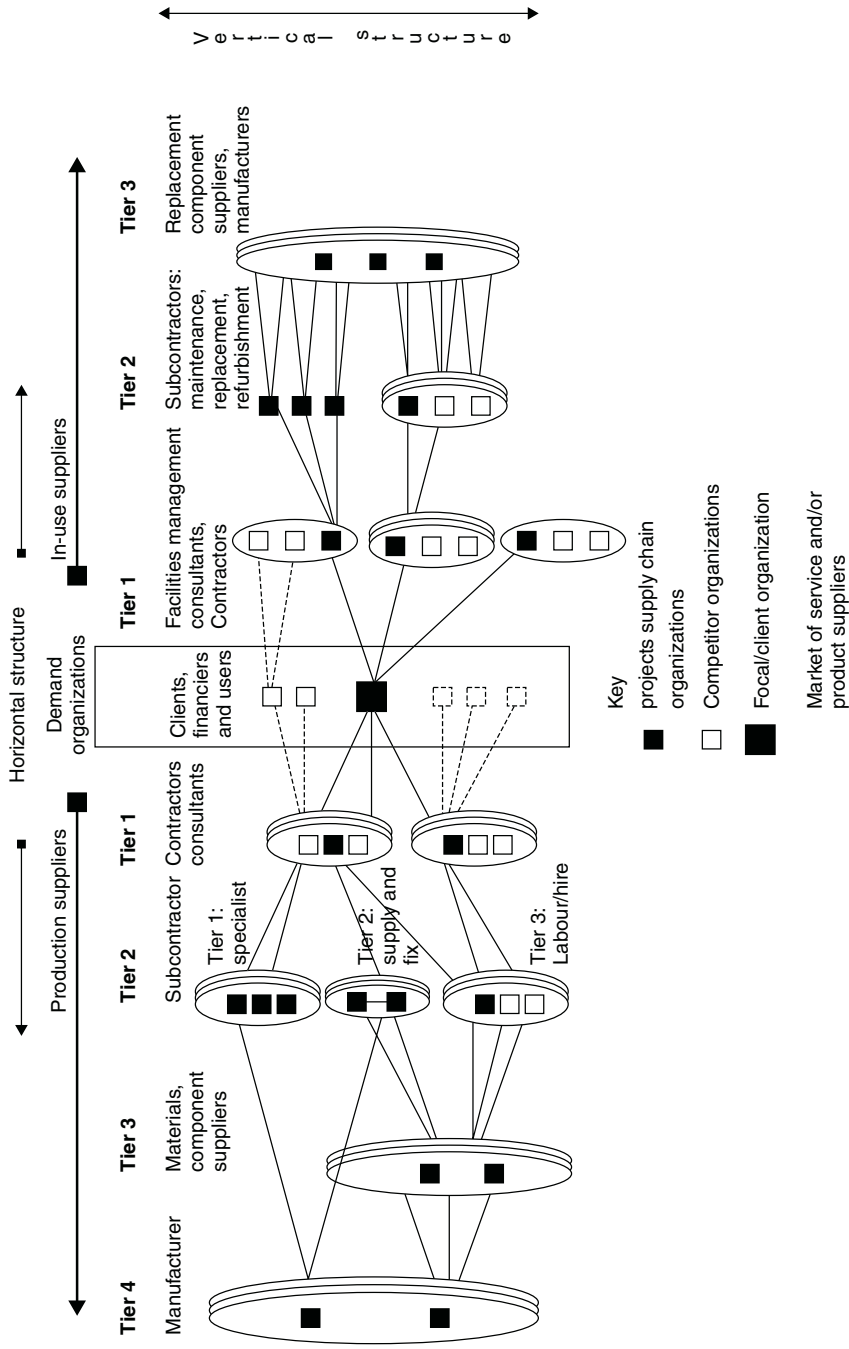 Horizontal structure
Production suppliers
Demand
organizations
In-use suppliers
Tier 4
Manufacturer
Tier 3
Materials,
component
suppliers
Tier 2
Subcontractor
Tier 1:
specialist
Tier 2:
supply and
fix
Tier 3:
Labour/hire
Tier 1
Contractors
consultants
Clients,
financiers
and users
Tier 1
Facilities management
consultants,
Contractors
Tier 2
Subcontractors:
maintenance,
replacement,
refurbishment
Tier 3
Replacement
component
suppliers,
manufacturers
Vertical structure
Key
projects supply chain
organizations
Competitor organizations
Focal/client organization
Market of service and/or
product suppliers